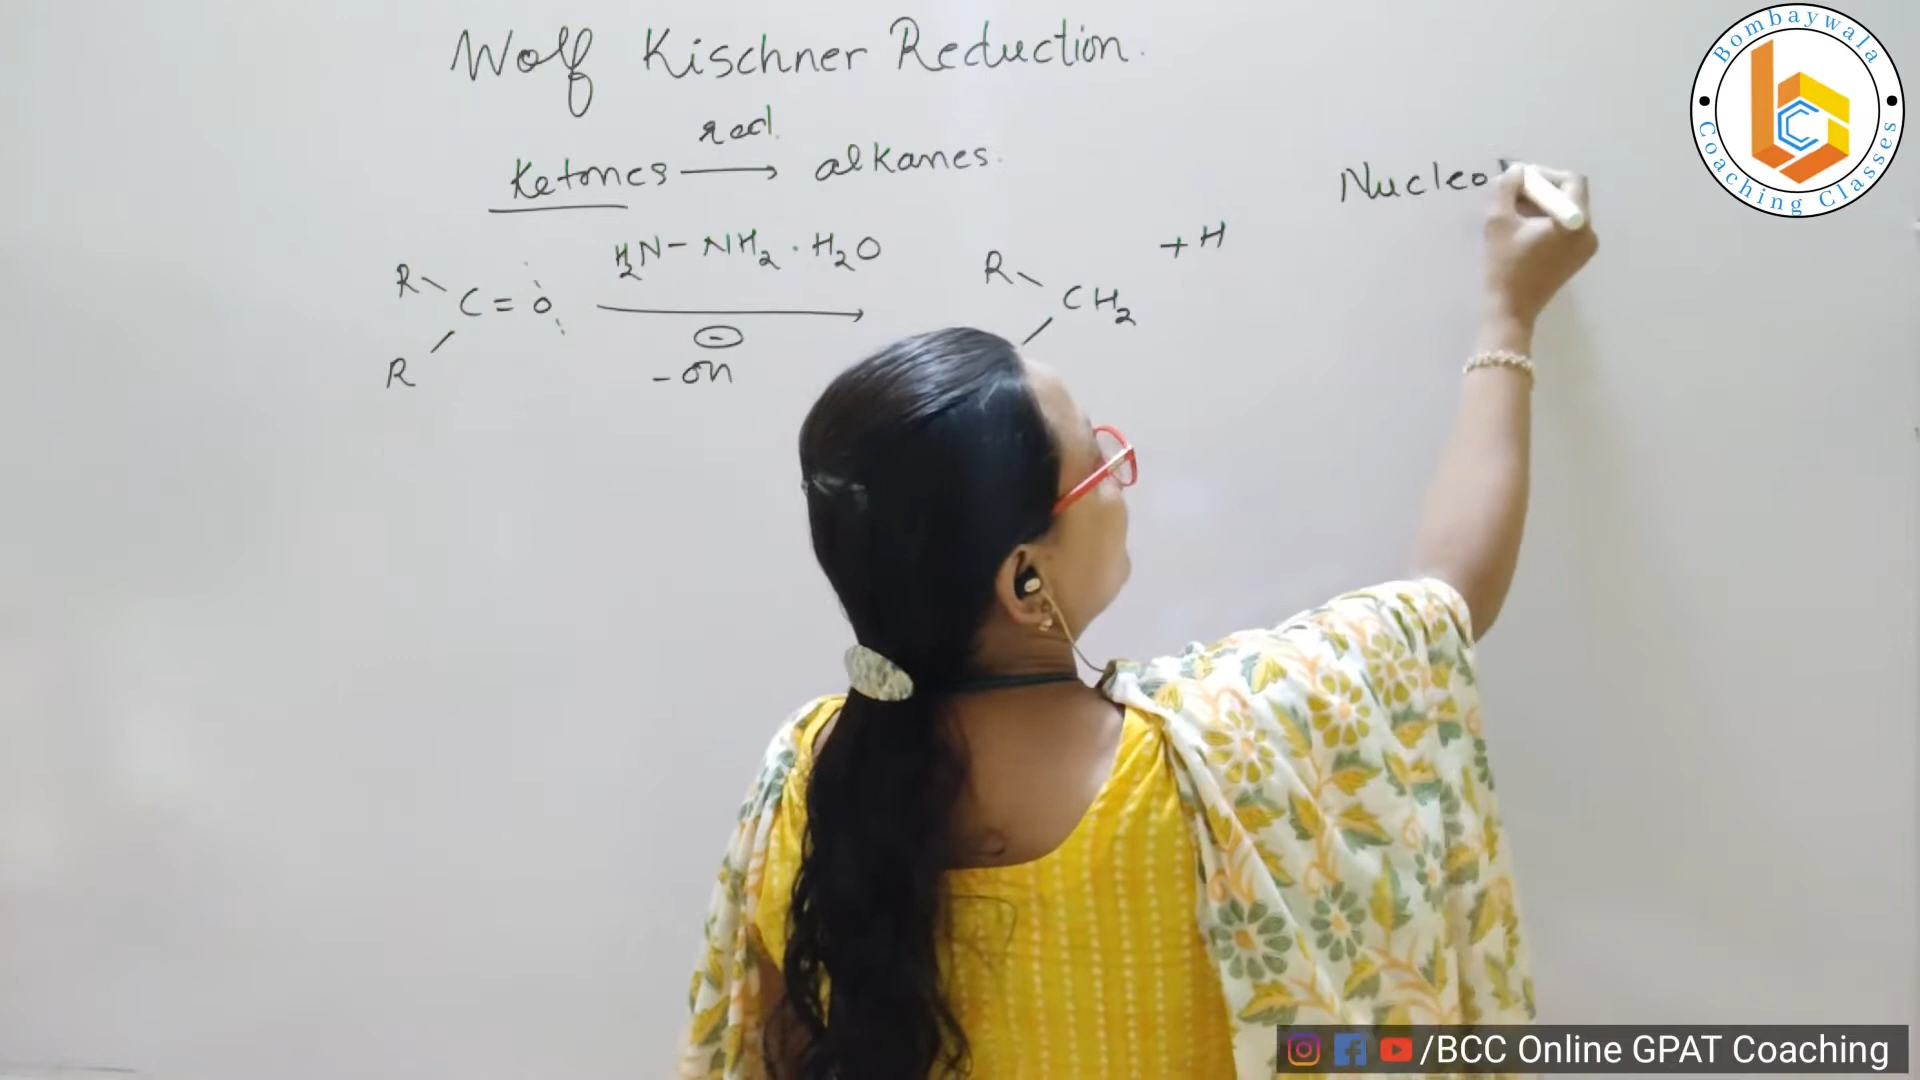 Wolf Kischner Reduction.
red.
Ketones → alkanes.
Nucleo
H2N - NH2 . H2O
+ H
R
C = O
R
CH2
⊖
- OH
R
Bombaywala
Coaching Classes
/BCC Online GPAT Coaching